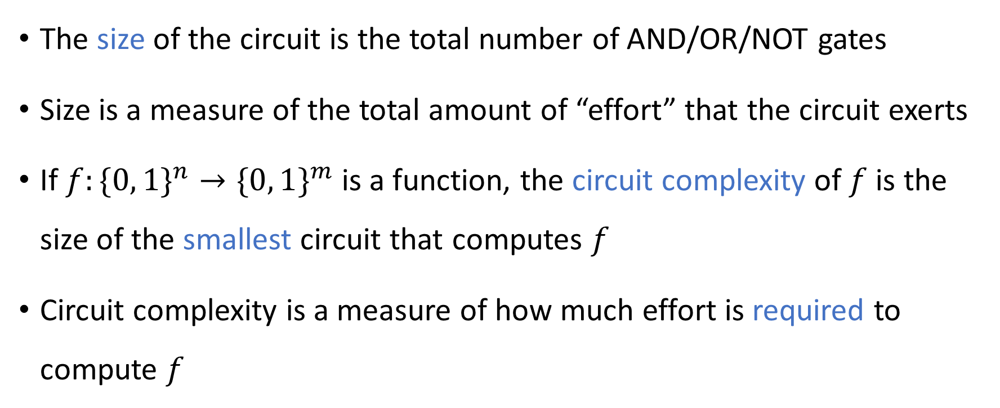 • The size of the circuit is the total number of AND/OR/NOT gates
• Size is a measure of the total amount of “effort” that the circuit exerts
• If 𝑓: {0, 1}ⁿ → {0, 1}ᵐ is a function, the circuit complexity of 𝑓 is the
size of the smallest circuit that computes 𝑓
• Circuit complexity is a measure of how much effort is required to
compute 𝑓